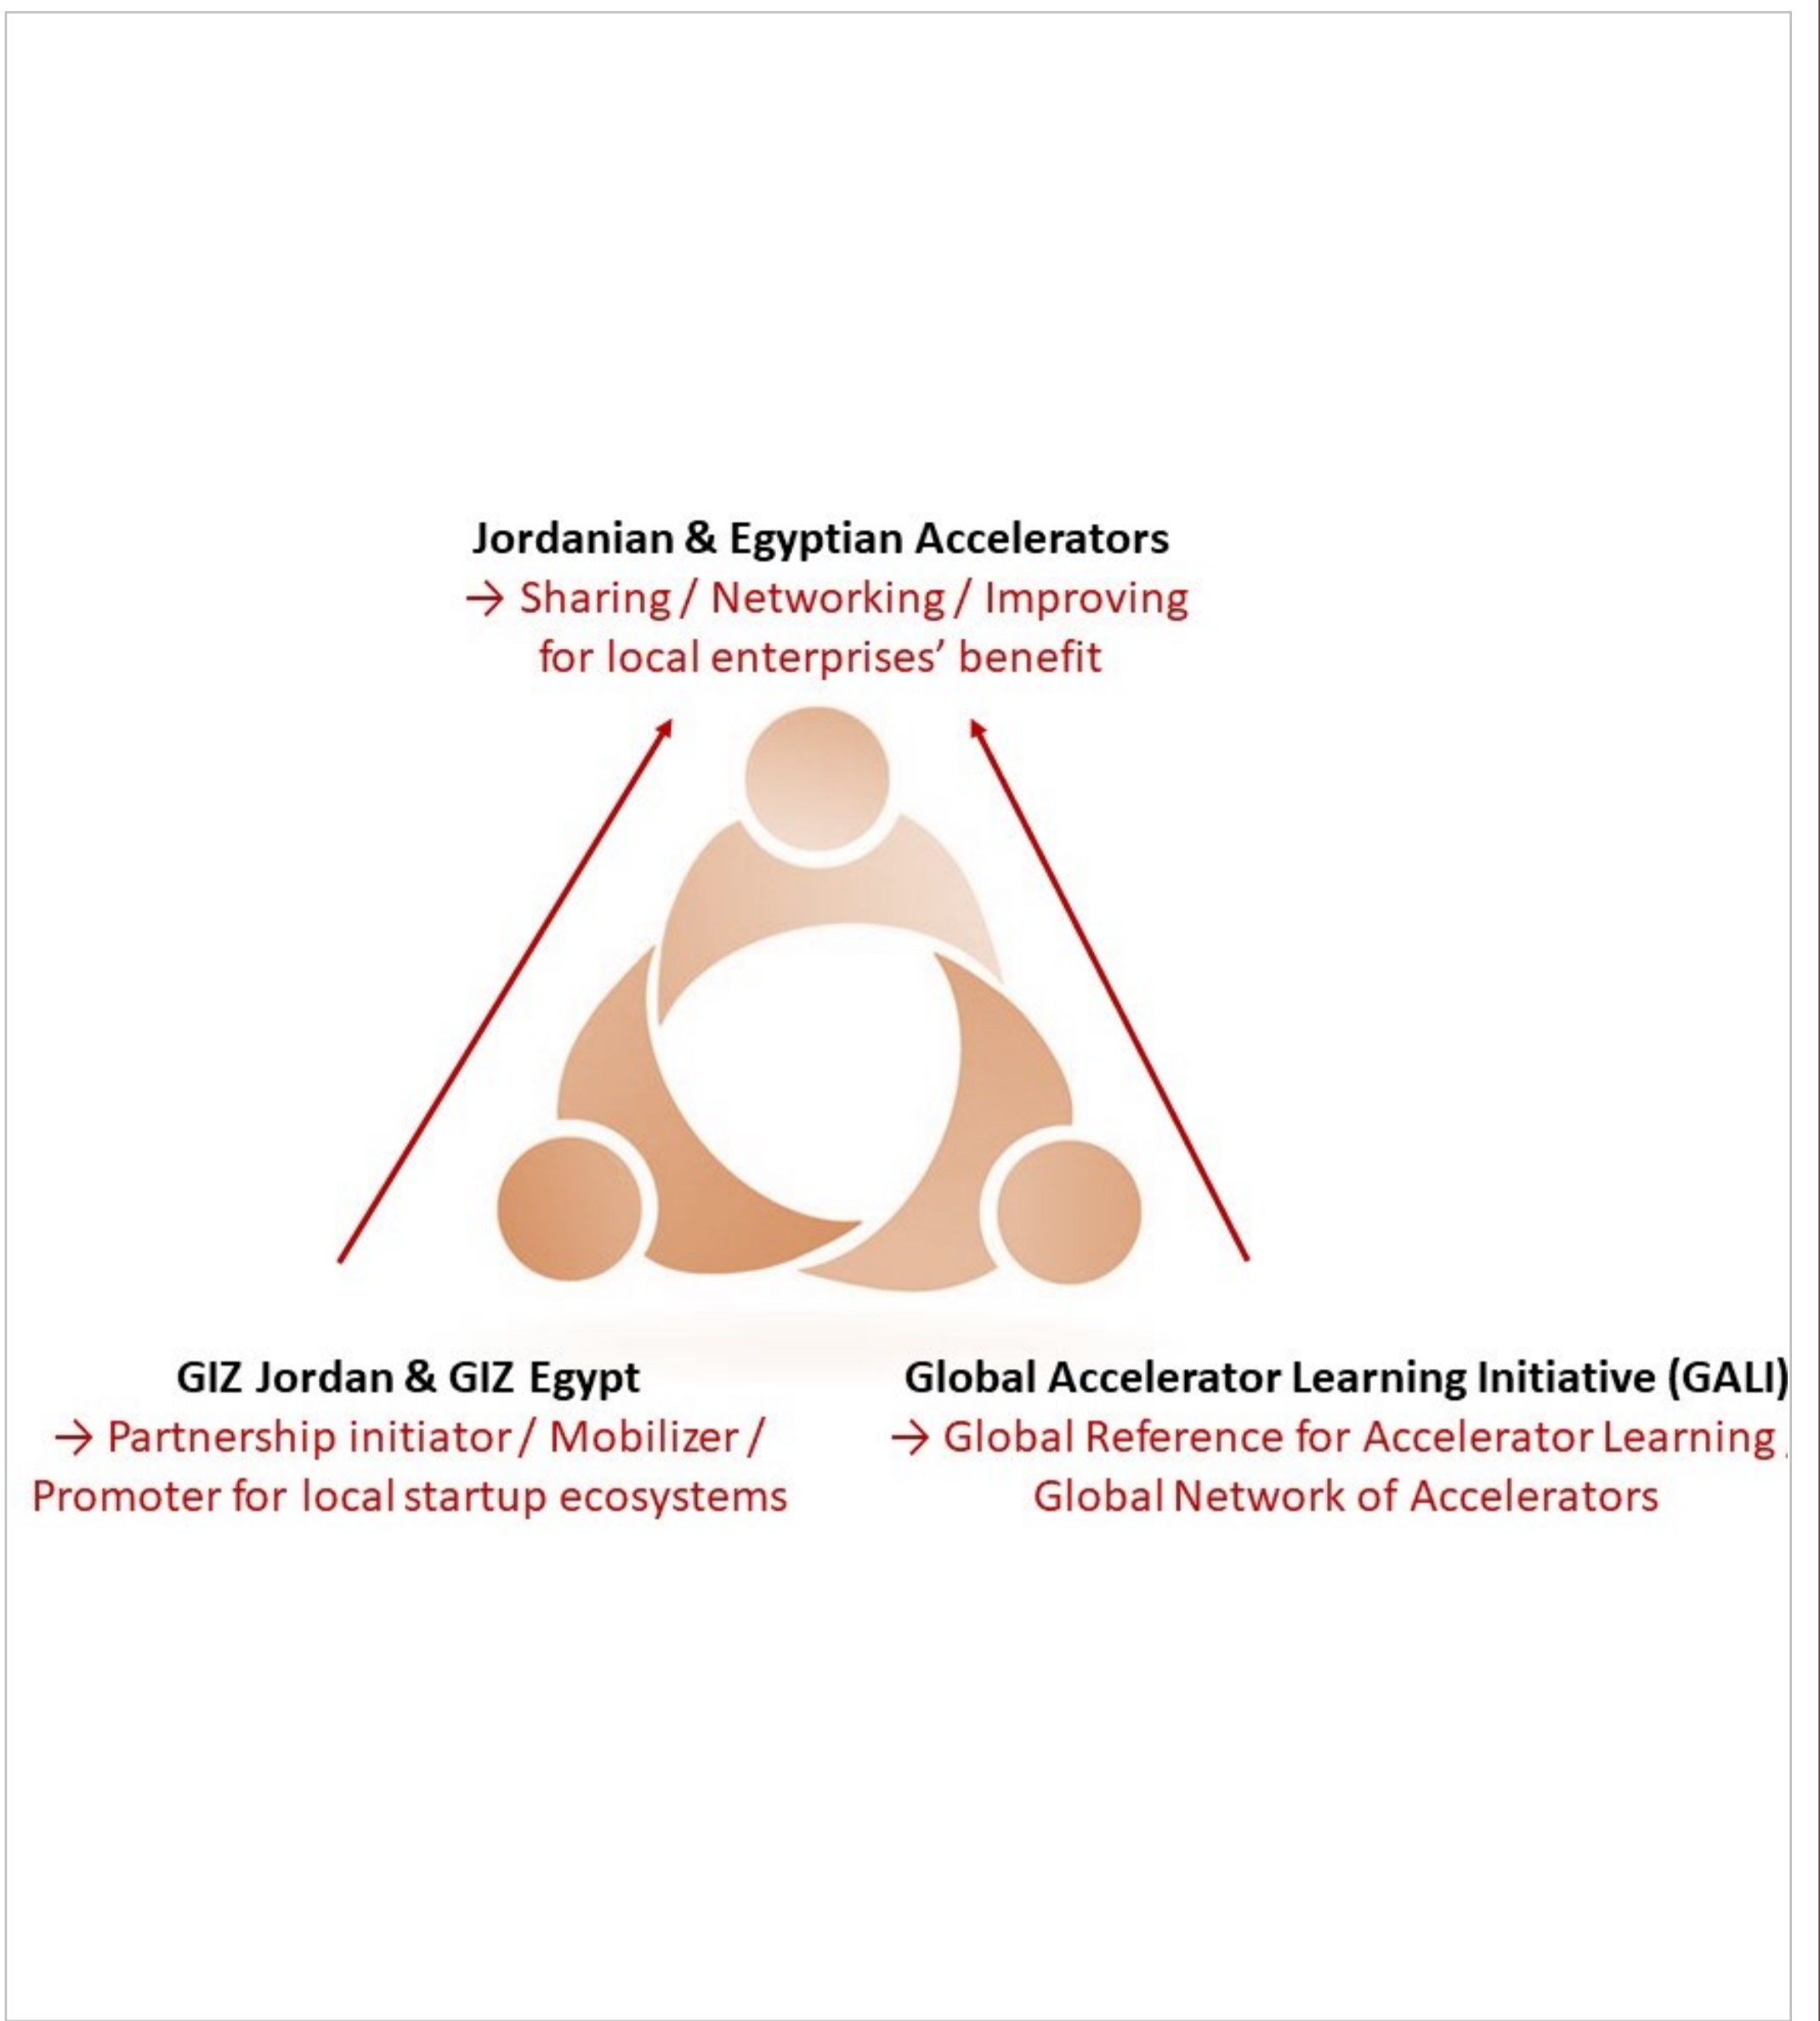 Jordanian & Egyptian Accelerators
→ Sharing / Networking / Improving
for local enterprises’ benefit
GIZ Jordan & GIZ Egypt
→ Partnership initiator / Mobilizer /
Promoter for local startup ecosystems
Global Accelerator Learning Initiative (GALI)
→ Global Reference for Accelerator Learning
Global Network of Accelerators